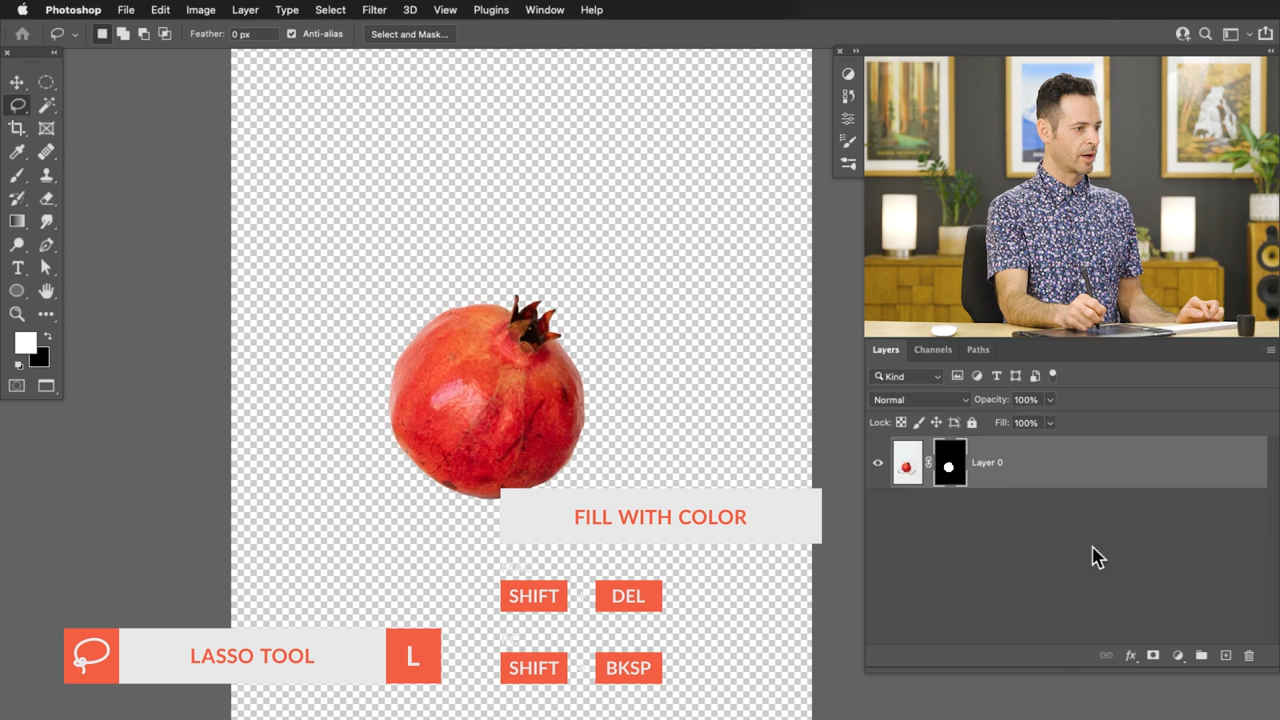 Photoshop File Edit Image Layer Type Select Filter 3D View Plugins Window Help
Feather: 0 px Anti-alias Select and Mask...
Layers Channels Paths
Kind
Normal Opacity: 100%
Lock: Fill: 100%
Layer 0
FILL WITH COLOR
SHIFT DEL
LASSO TOOL L
SHIFT BKSP